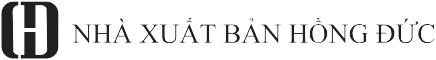 NHÀ XUẤT BẢN HỒNG ĐỨC